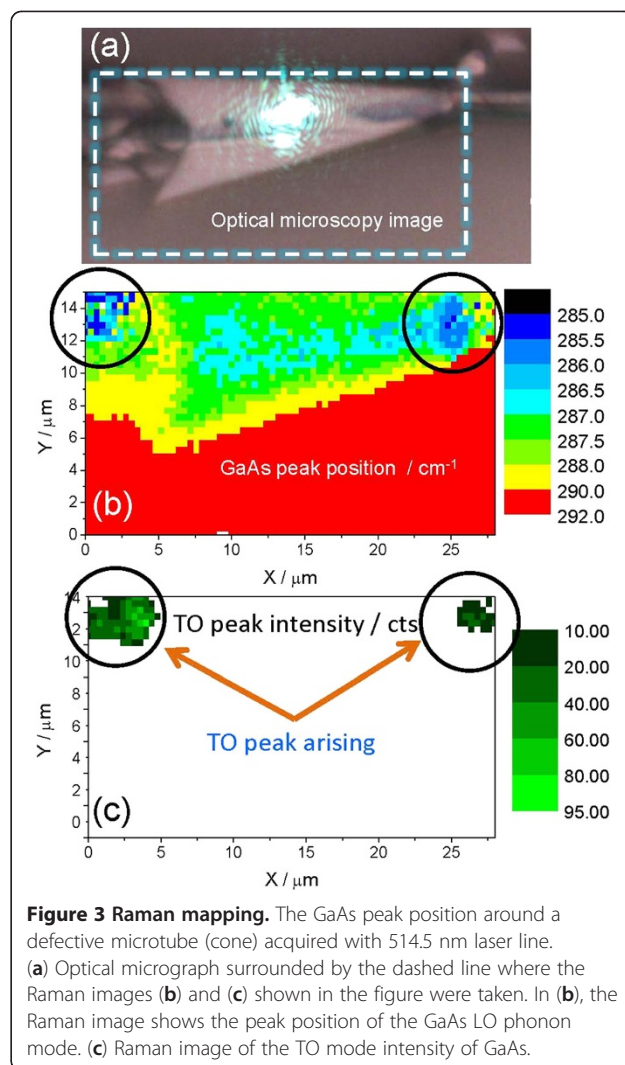 (a)
Optical microscopy image
14
12
10
8
6
4
2
0
Y / μm
GaAs peak position / cm⁻¹
(b)
0 5 10 15 20 25
X / μm
285.0
285.5
286.0
286.5
287.0
287.5
288.0
290.0
292.0
14
12
10
8
6
4
2
0
Y / μm
TO peak intensity / cts
TO peak arising
(c)
0 5 10 15 20 25
X / μm
10.00
20.00
40.00
60.00
80.00
95.00
Figure 3 Raman mapping. The GaAs peak position around a
defective microtube (cone) acquired with 514.5 nm laser line.
(a) Optical micrograph surrounded by the dashed line where the
Raman images (b) and (c) shown in the figure were taken. In (b), the
Raman image shows the peak position of the GaAs LO phonon
mode. (c) Raman image of the TO mode intensity of GaAs.